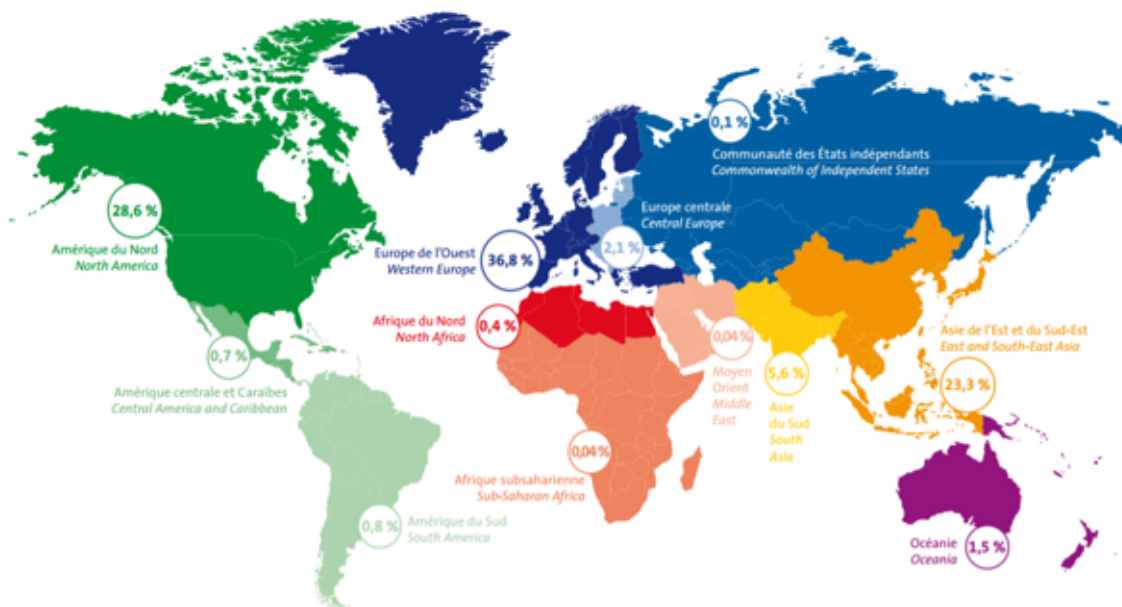 0,1 %
Communauté des États indépendants
Commonwealth of Independent States
28,6 %
Amérique du Nord
North America
Europe centrale
Central Europe
2,1 %
Europe de l'Ouest
Western Europe
36,8 %
Afrique du Nord
North Africa
0,4 %
0,7 %
Amérique centrale et Caraïbes
Central America and Caribbean
0,04 %
Moyen
Orient
Middle
East
5,6 %
Asie
du Sud
South
Asia
Asie de l'Est et du Sud-Est
East and South-East Asia
23,3 %
0,04 %
Afrique subsaharienne
Sub-Saharan Africa
0,8 %
Amérique du Sud
South America
Océanie
Oceania
1,5 %